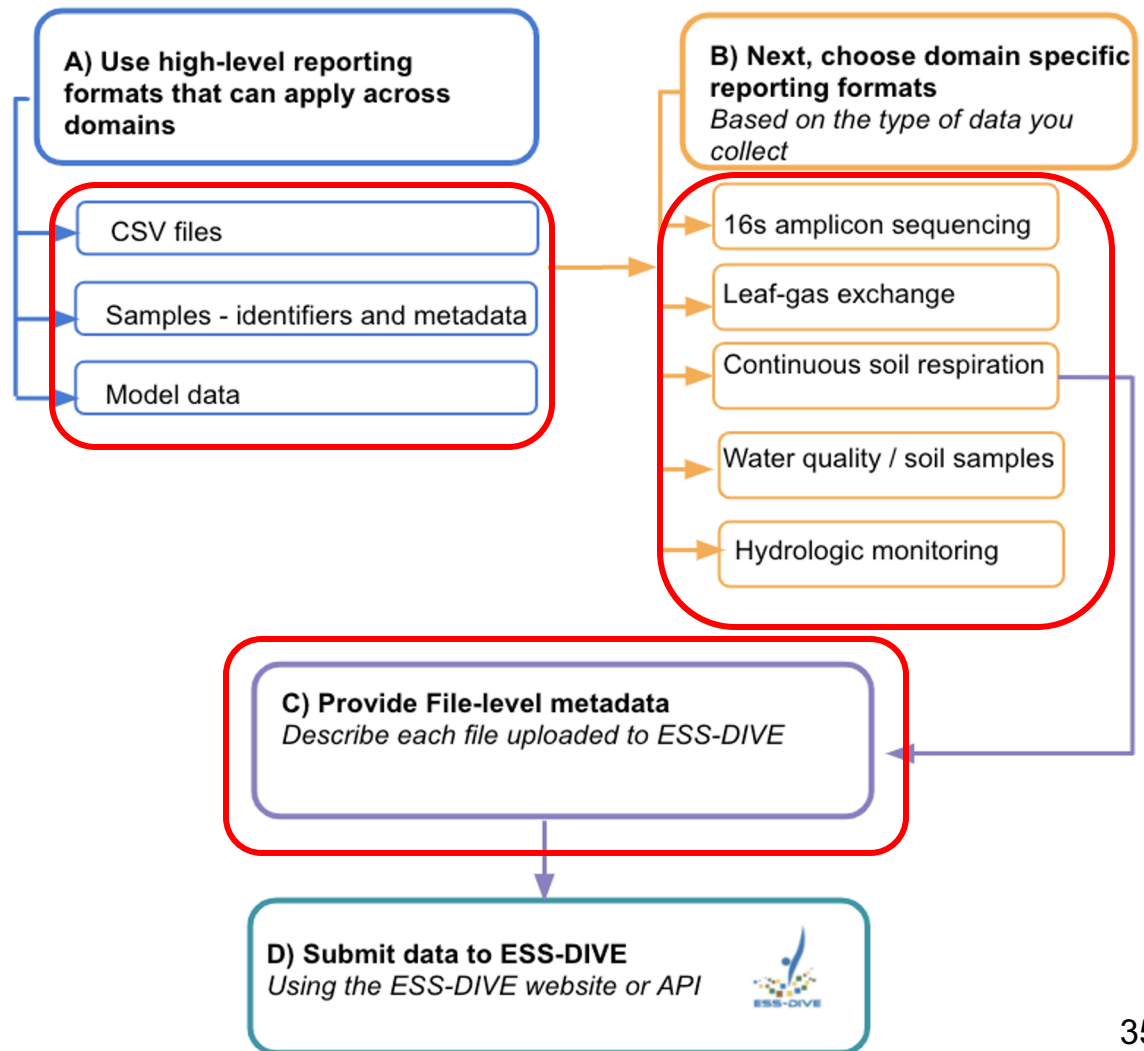 A) Use high-level reporting
formats that can apply across
domains
CSV files
Samples - identifiers and metadata
Model data
B) Next, choose domain specific
reporting formats
Based on the type of data you
collect
16s amplicon sequencing
Leaf-gas exchange
Continuous soil respiration
Water quality / soil samples
Hydrologic monitoring
C) Provide File-level metadata
Describe each file uploaded to ESS-DIVE
D) Submit data to ESS-DIVE
Using the ESS-DIVE website or API
ESS-DIVE
35